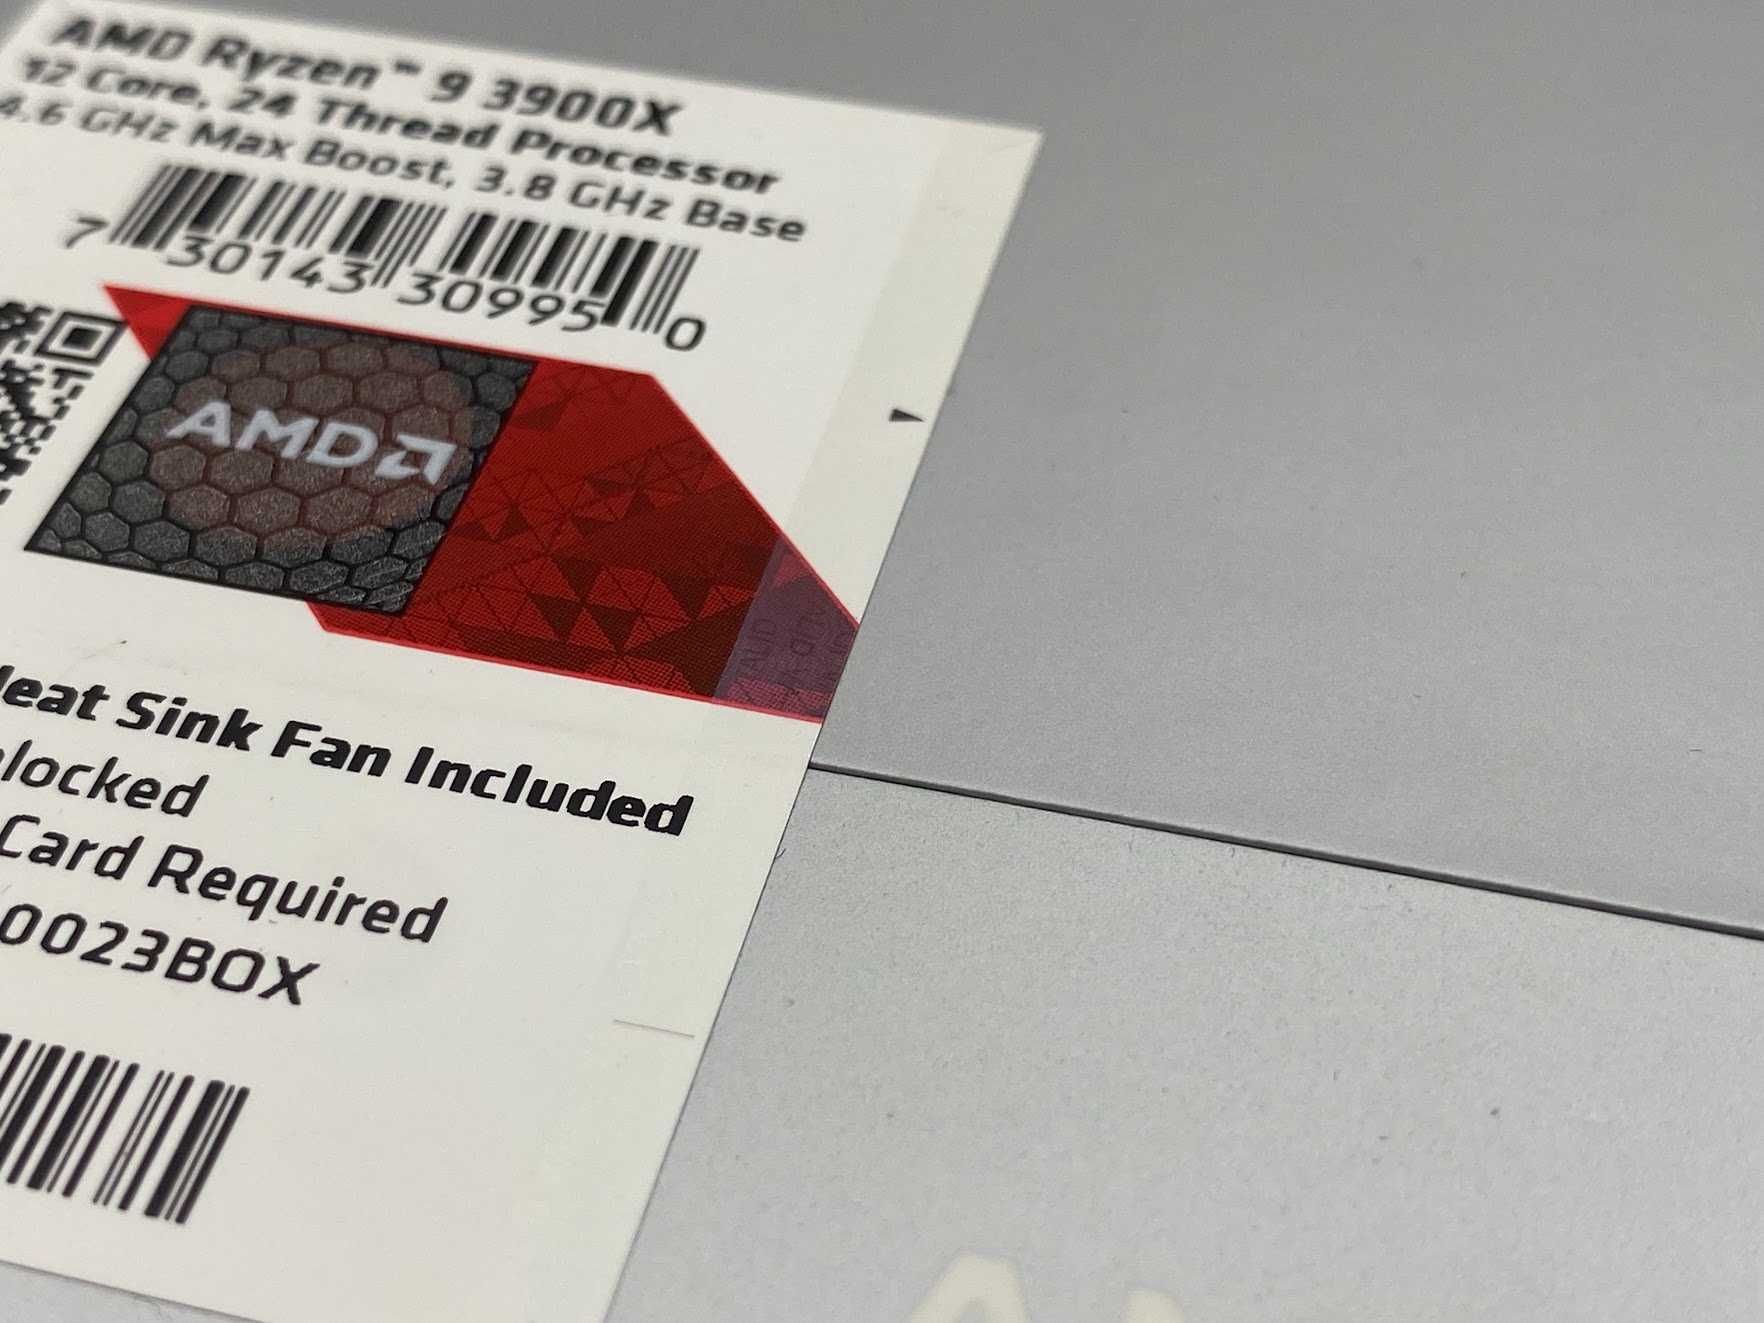 AMD Ryzen™ 9 3900X
12 Core, 24 Thread Processor
4.6 GHz Max Boost, 3.8 GHz Base
7 30143 30995 0
AMD
Heat Sink Fan Included
locked
Card Required
0023BOX